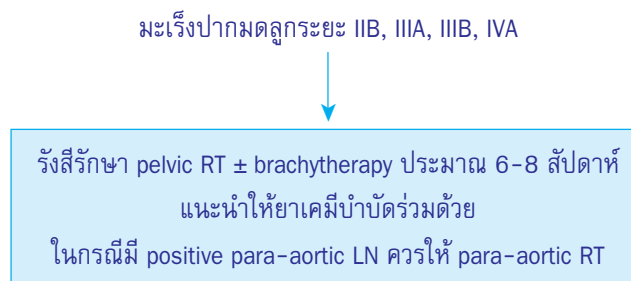 มะเร็งปากมดลูกระยะ IIB, IIIA, IIIB, IVA
รังสีรักษา pelvic RT ± brachytherapy ประมาณ 6-8 สัปดาห์
แนะนำให้ยาเคมีบำบัดร่วมด้วย
ในกรณีมี positive para-aortic LN ควรให้ para-aortic RT